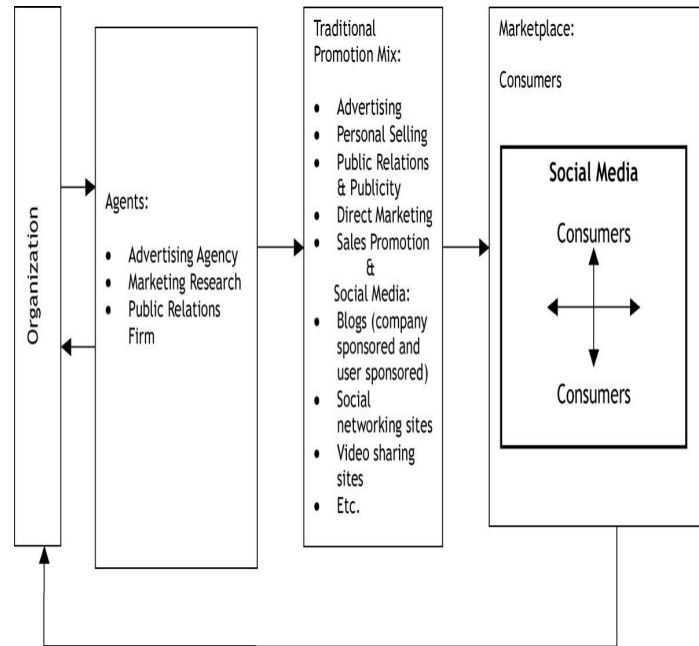 Organization
Agents:
• Advertising Agency
• Marketing Research
• Public Relations
Firm
Traditional
Promotion Mix:
• Advertising
• Personal Selling
• Public Relations
& Publicity
• Direct Marketing
• Sales Promotion
&
Social Media:
• Blogs (company
sponsored and
user sponsored)
• Social
networking sites
• Video sharing
sites
• Etc.
Marketplace:
Consumers
Social Media
Consumers
Consumers